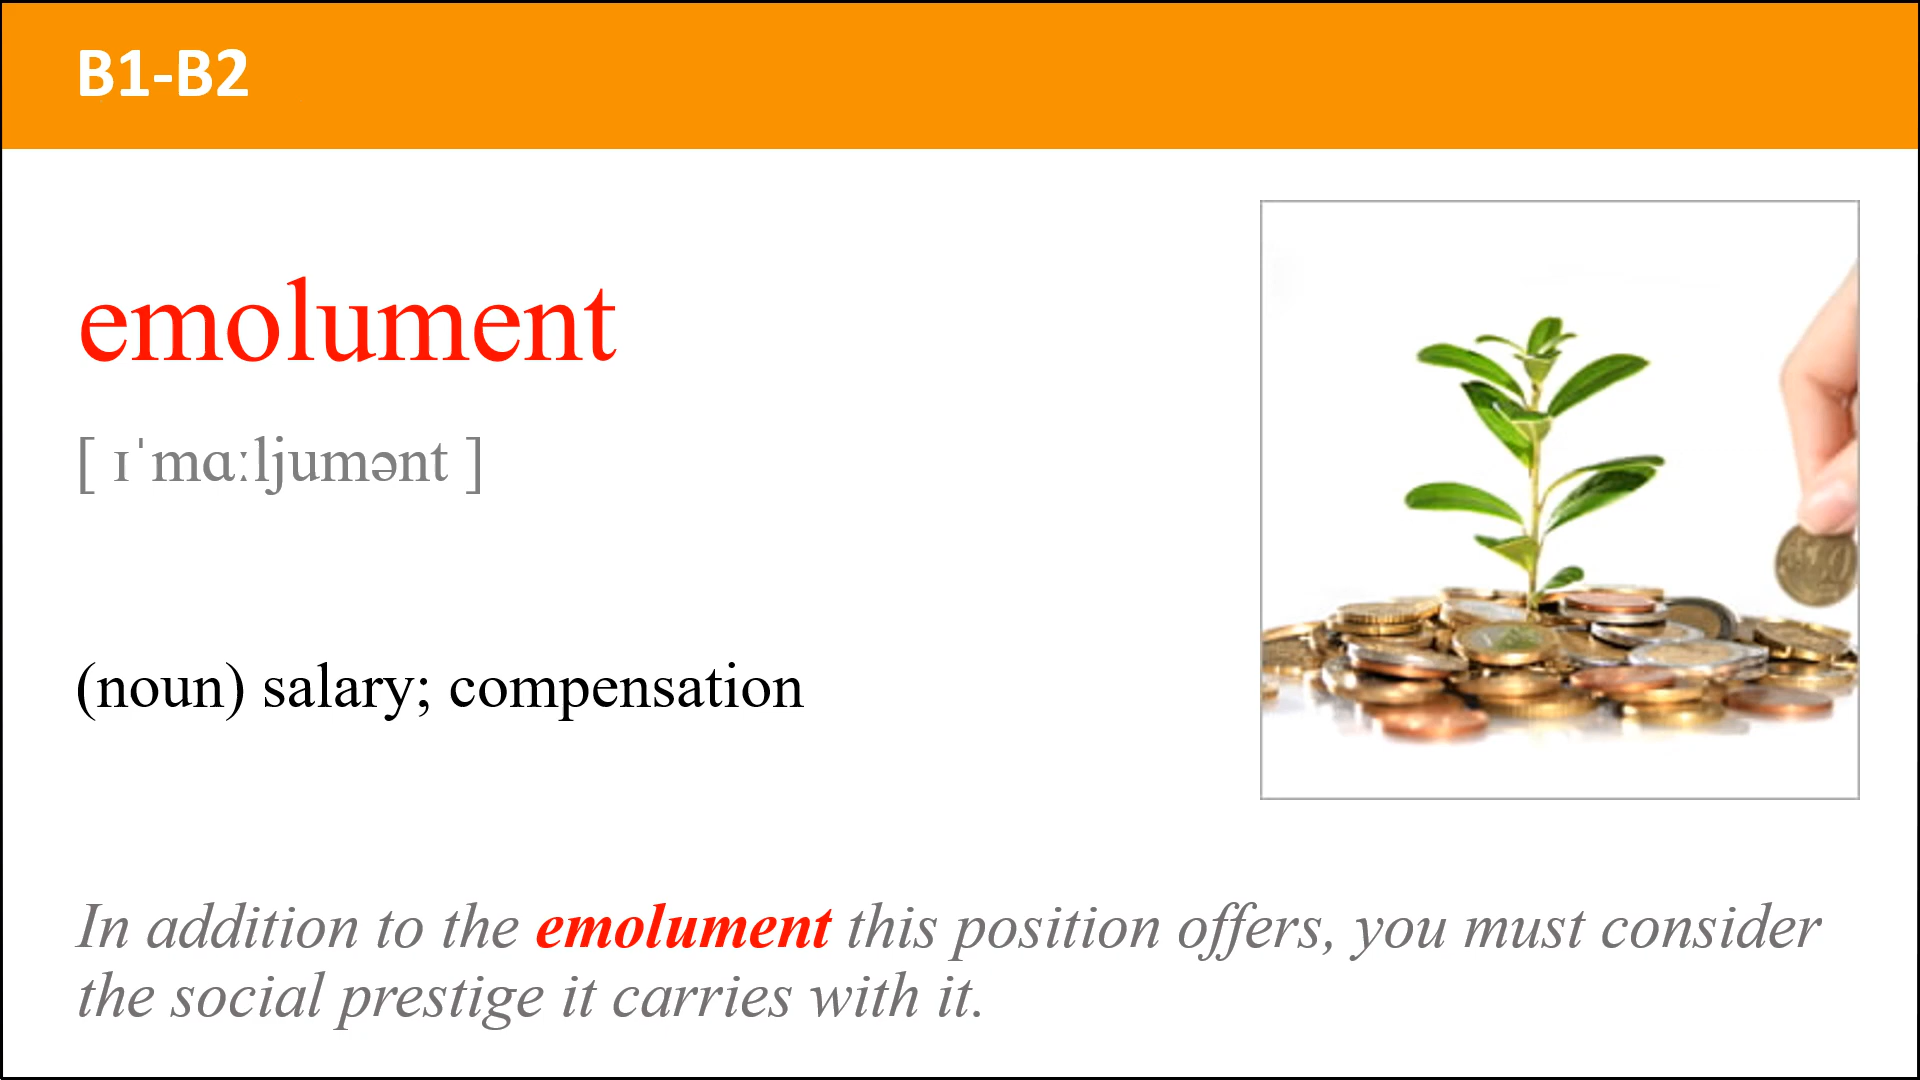 B1-B2
emolument
[ ɪˈmɑːljumənt ]
(noun) salary; compensation
In addition to the emolument this position offers, you must consider
the social prestige it carries with it.